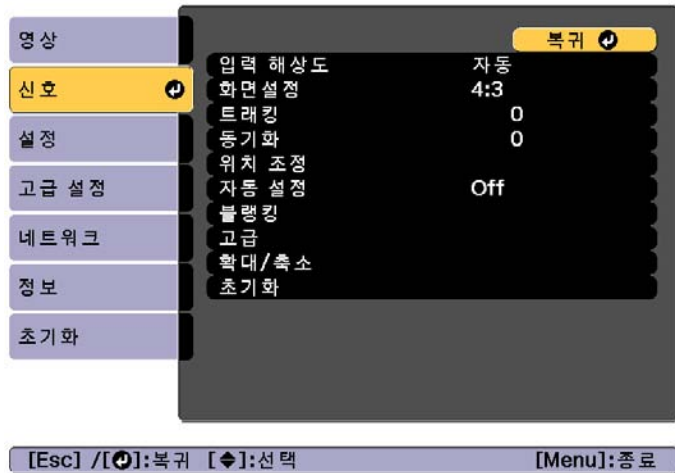 영상
신호
설정
고급 설정
네트워크
정보
초기화
복귀
입력 해상도 자동
화면설정 4:3
트래킹 0
동기화 0
위치 조정
자동 설정 Off
블랭킹
고급
확대/축소
초기화
[Esc] /[⏎]:복귀 [◆]:선택 [Menu]:종료